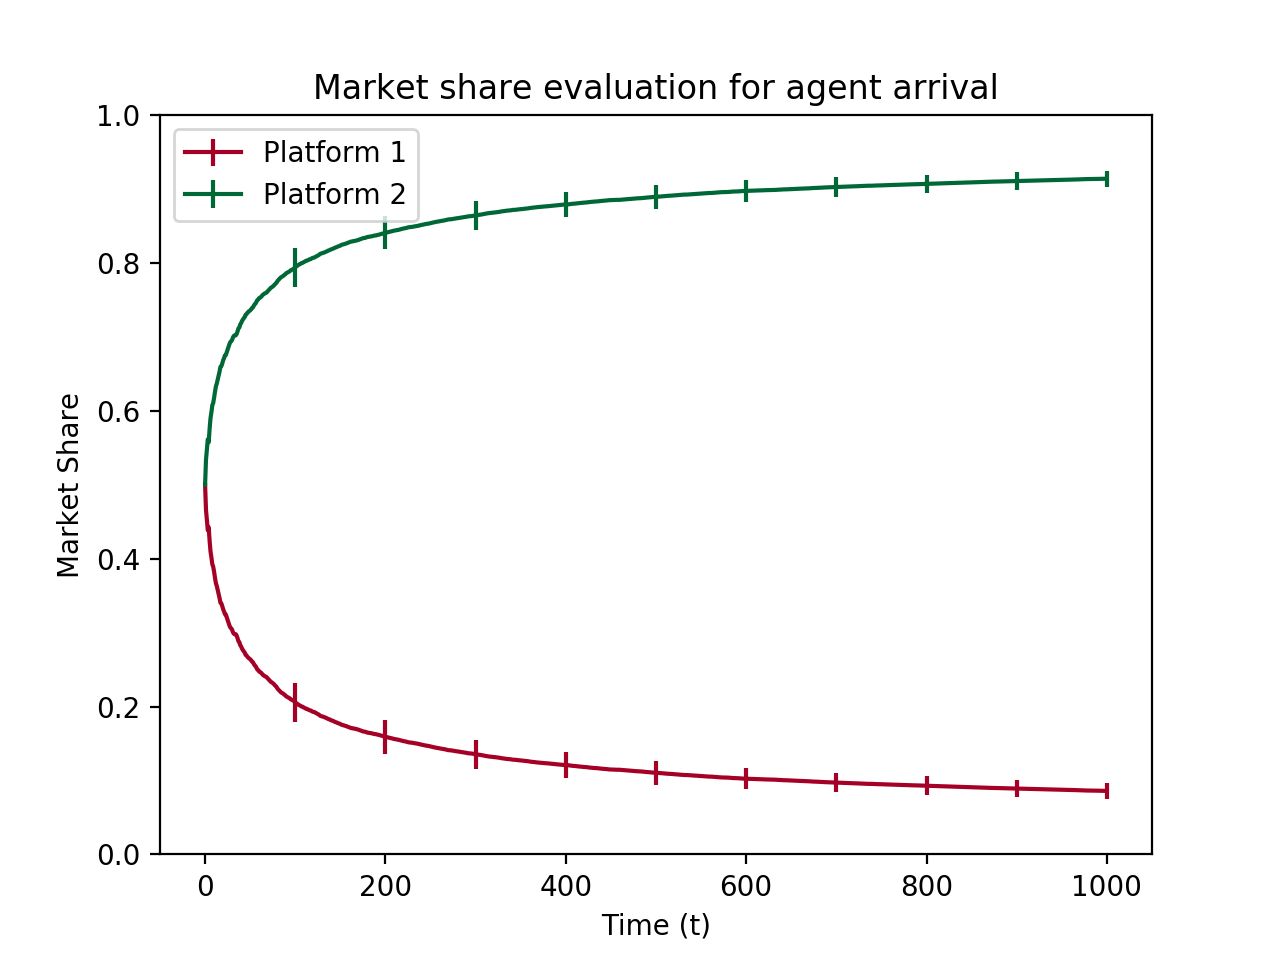 Market share evaluation for agent arrival
Platform 1
Platform 2
Market Share
1.0
0.8
0.6
0.4
0.2
0.0
0 200 400 600 800 1000
Time (t)